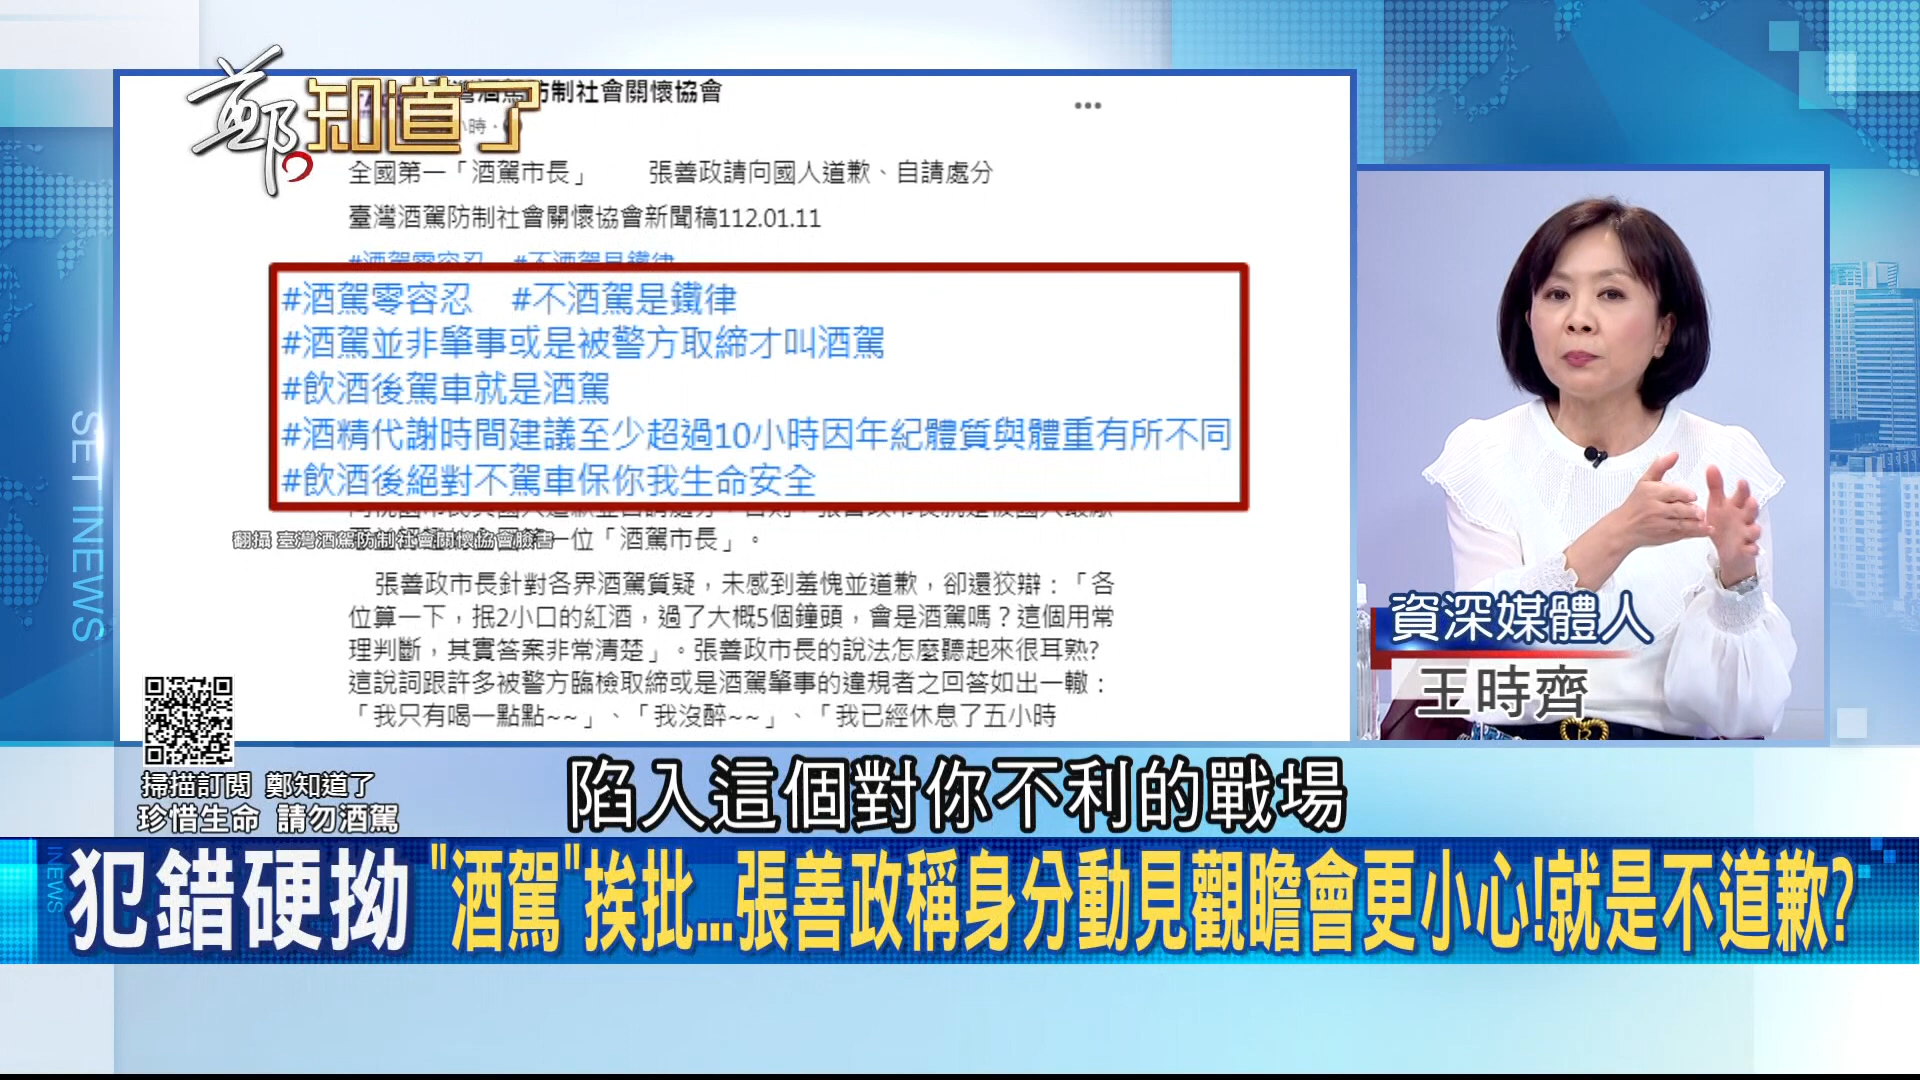 鄭知道了
防制社會關懷協會
全國第一「酒駕市長」 張善政請向國人道歉、自請處分
臺灣酒駕防制社會關懷協會新聞稿112.01.11
#酒駕零容忍 #不酒駕是鐵律
#酒駕零容忍 #不酒駕是鐵律
#酒駕並非肇事或是被警方取締才叫酒駕
#飲酒後駕車就是酒駕
#酒精代謝時間建議至少超過10小時因年紀體質與體重有所不同
#飲酒後絕對不駕車保你我生命安全
翻攝 臺灣酒駕防制社會關懷協會臉書
一位「酒駕市長」。
張善政市長針對各界酒駕質疑，未感到羞愧並道歉，卻還狡辯：「各
位算一下，抿2小口的紅酒，過了大概5個鐘頭，會是酒駕嗎？這個用常
理判斷，其實答案非常清楚」。張善政市長的說法怎麼聽起來很耳熟?
這說詞跟許多被警方臨檢取締或是酒駕肇事的違規者之回答如出一轍：
「我只有喝一點點~~」、「我沒醉~~」、「我已經休息了五小時
SET INEWS
資深媒體人
王時齊
掃描訂閱 鄭知道了
珍惜生命 請勿酒駕
陷入這個對你不利的戰場
INEWS
犯錯硬拗
"酒駕"挨批...張善政稱身分動見觀瞻會更小心!就是不道歉?